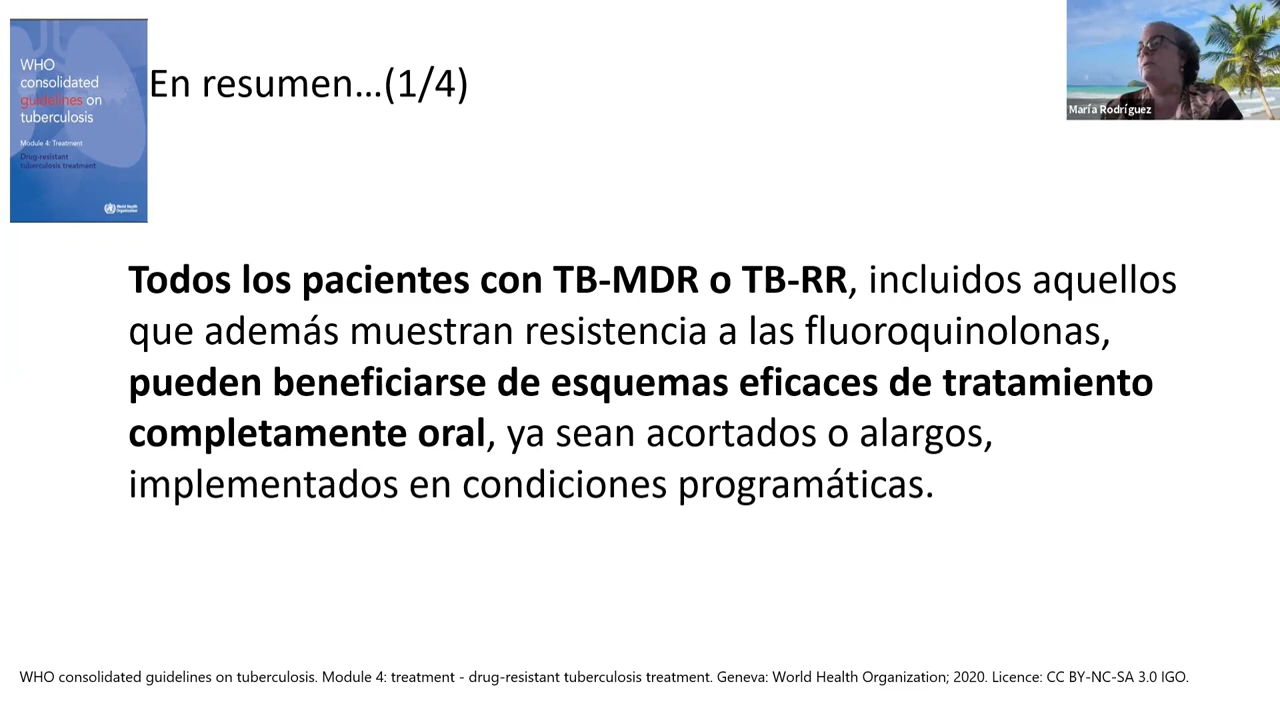 WHO
consolidated
guidelines on
tuberculosis
Module 4: Treatment
Drug-resistant
tuberculosis treatment
World Health
Organization
En resumen…(1/4)
María Rodríguez
Todos los pacientes con TB-MDR o TB-RR, incluidos aquellos
que además muestran resistencia a las fluoroquinolonas,
pueden beneficiarse de esquemas eficaces de tratamiento
completamente oral, ya sean acortados o alargos,
implementados en condiciones programáticas.
WHO consolidated guidelines on tuberculosis. Module 4: treatment - drug-resistant tuberculosis treatment. Geneva: World Health Organization; 2020. Licence: CC BY-NC-SA 3.0 IGO.